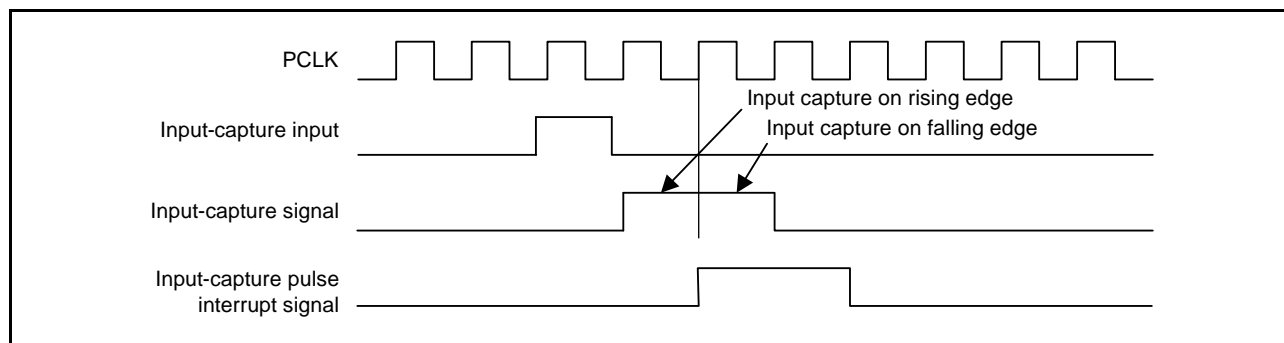 PCLK
Input capture on rising edge
Input-capture input
Input capture on falling edge
Input-capture signal
Input-capture pulse
interrupt signal